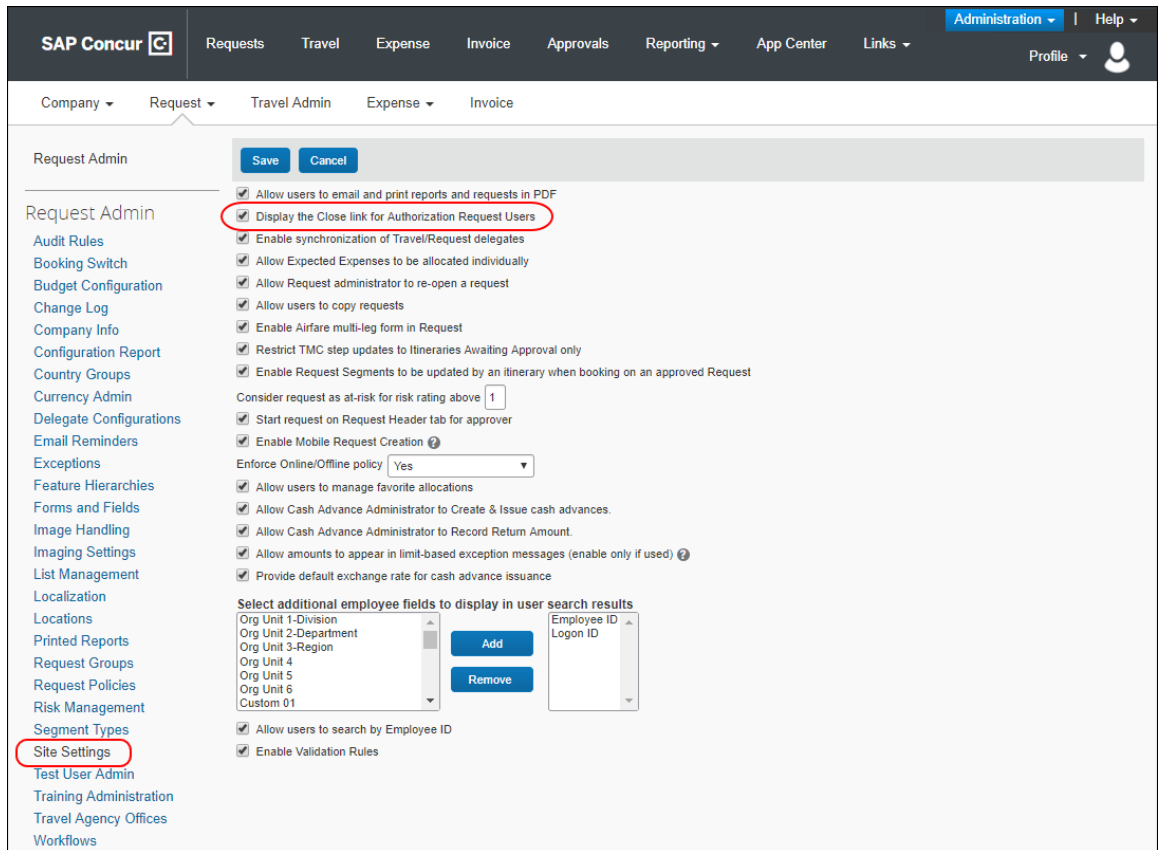 Administration | Help
SAP Concur C Requests Travel Expense Invoice Approvals Reporting App Center Links
Profile
Company Request Travel Admin Expense Invoice
Request Admin
Save Cancel
Request Admin
Audit Rules
Booking Switch
Budget Configuration
Change Log
Company Info
Configuration Report
Country Groups
Currency Admin
Delegate Configurations
Email Reminders
Exceptions
Feature Hierarchies
Forms and Fields
Image Handling
Imaging Settings
List Management
Localization
Locations
Printed Reports
Request Groups
Request Policies
Risk Management
Segment Types
Site Settings
Test User Admin
Training Administration
Travel Agency Offices
Workflows
Allow users to email and print reports and requests in PDF
Display the Close link for Authorization Request Users
Enable synchronization of Travel/Request delegates
Allow Expected Expenses to be allocated individually
Allow Request administrator to re-open a request
Allow users to copy requests
Enable Airfare multi-leg form in Request
Restrict TMC step updates to Itineraries Awaiting Approval only
Enable Request Segments to be updated by an itinerary when booking on an approved Request
Consider request as at-risk for risk rating above 1
Start request on Request Header tab for approver
Enable Mobile Request Creation ?
Enforce Online/Offline policy Yes
Allow users to manage favorite allocations
Allow Cash Advance Administrator to Create & Issue cash advances.
Allow Cash Advance Administrator to Record Return Amount.
Allow amounts to appear in limit-based exception messages (enable only if used) ?
Provide default exchange rate for cash advance issuance
Select additional employee fields to display in user search results
Org Unit 1-Division
Org Unit 2-Department
Org Unit 3-Region
Org Unit 4
Org Unit 5
Org Unit 6
Custom 01
Add
Remove
Employee ID
Logon ID
Allow users to search by Employee ID
Enable Validation Rules